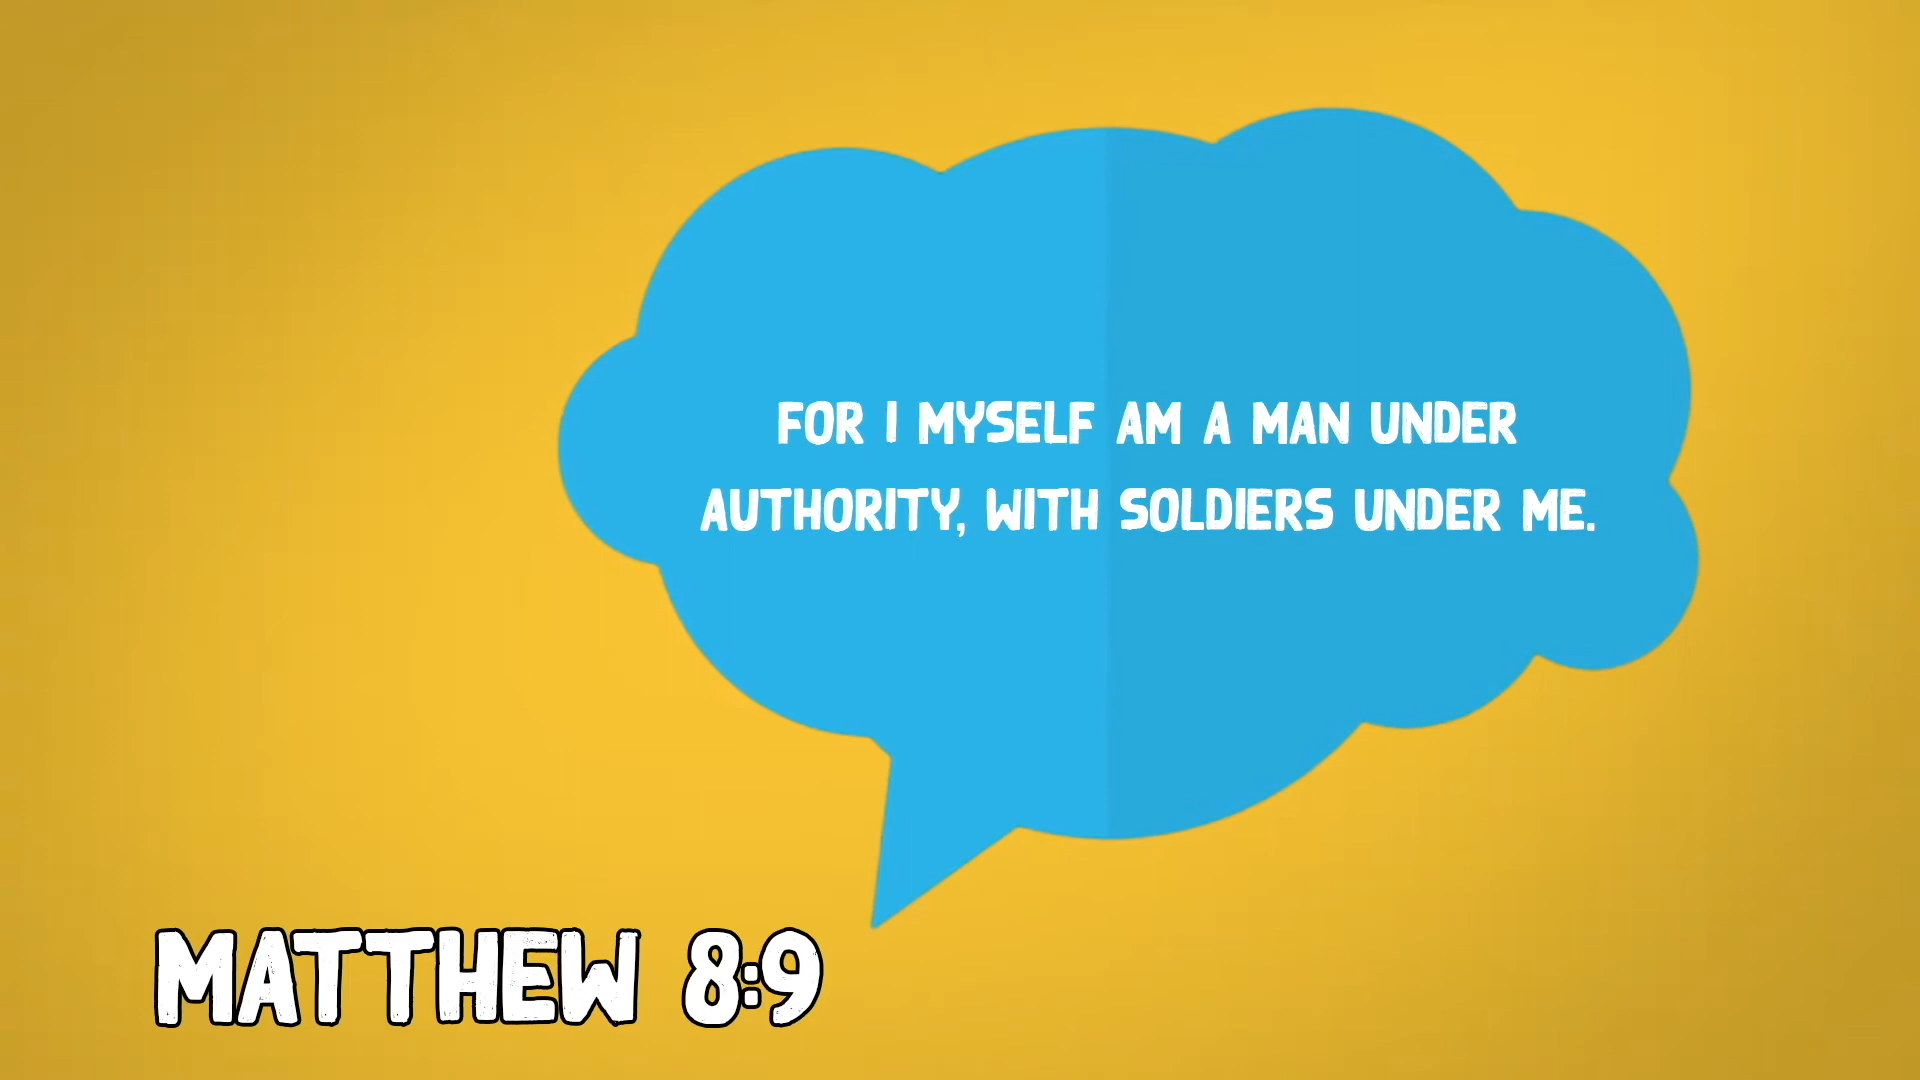 FOR I MYSELF AM A MAN UNDER
AUTHORITY, WITH SOLDIERS UNDER ME.
MATTHEW 8:9